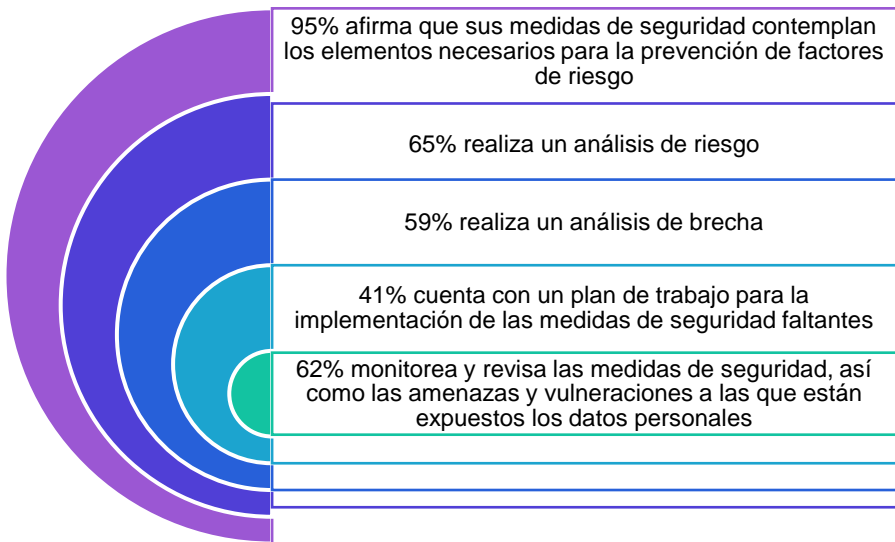 95% afirma que sus medidas de seguridad contemplan
los elementos necesarios para la prevención de factores
de riesgo
65% realiza un análisis de riesgo
59% realiza un análisis de brecha
41% cuenta con un plan de trabajo para la
implementación de las medidas de seguridad faltantes
62% monitorea y revisa las medidas de seguridad, así
como las amenazas y vulneraciones a las que están
expuestos los datos personales